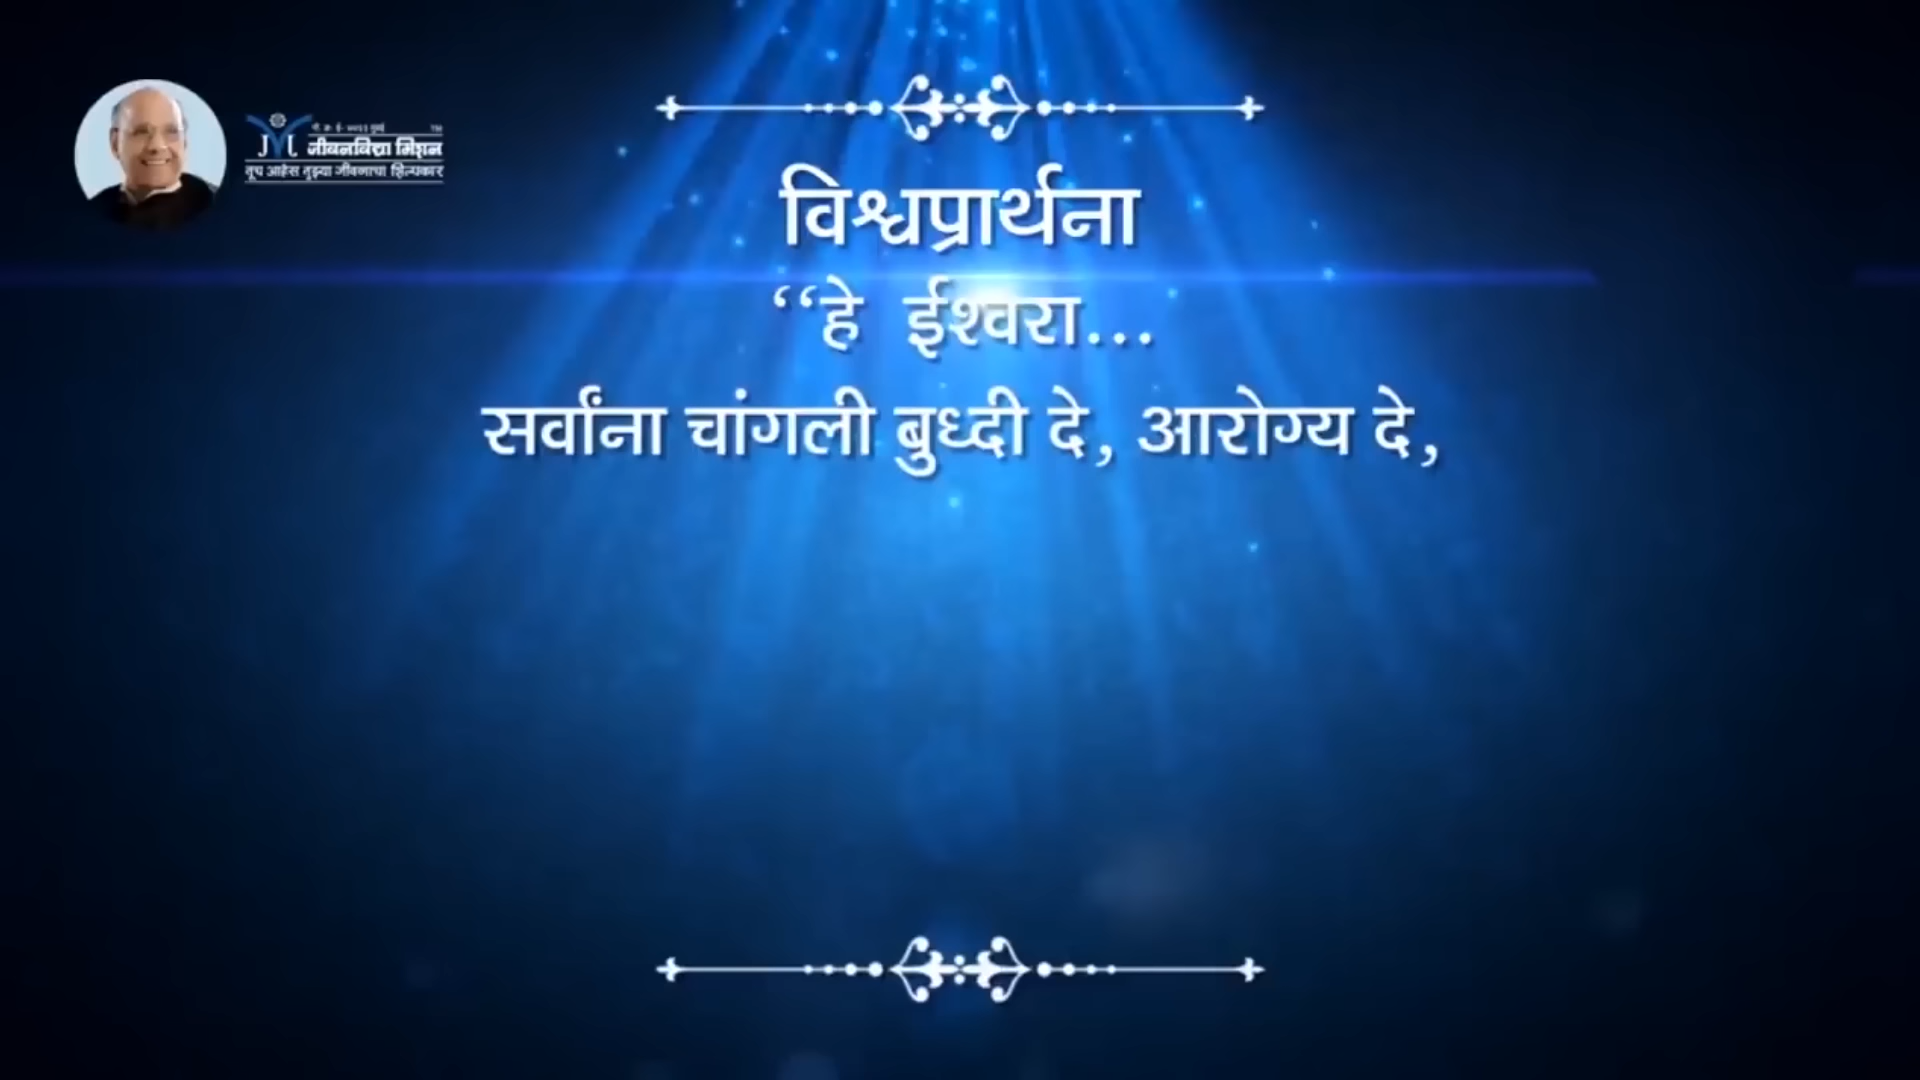 जीवनविद्या मिशन
तूच आहेस तुझ्या जीवनाचा शिल्पकार
विश्वप्रार्थना
‘‘हे ईश्वरा...
सर्वांना चांगली बुध्दी दे, आरोग्य दे,